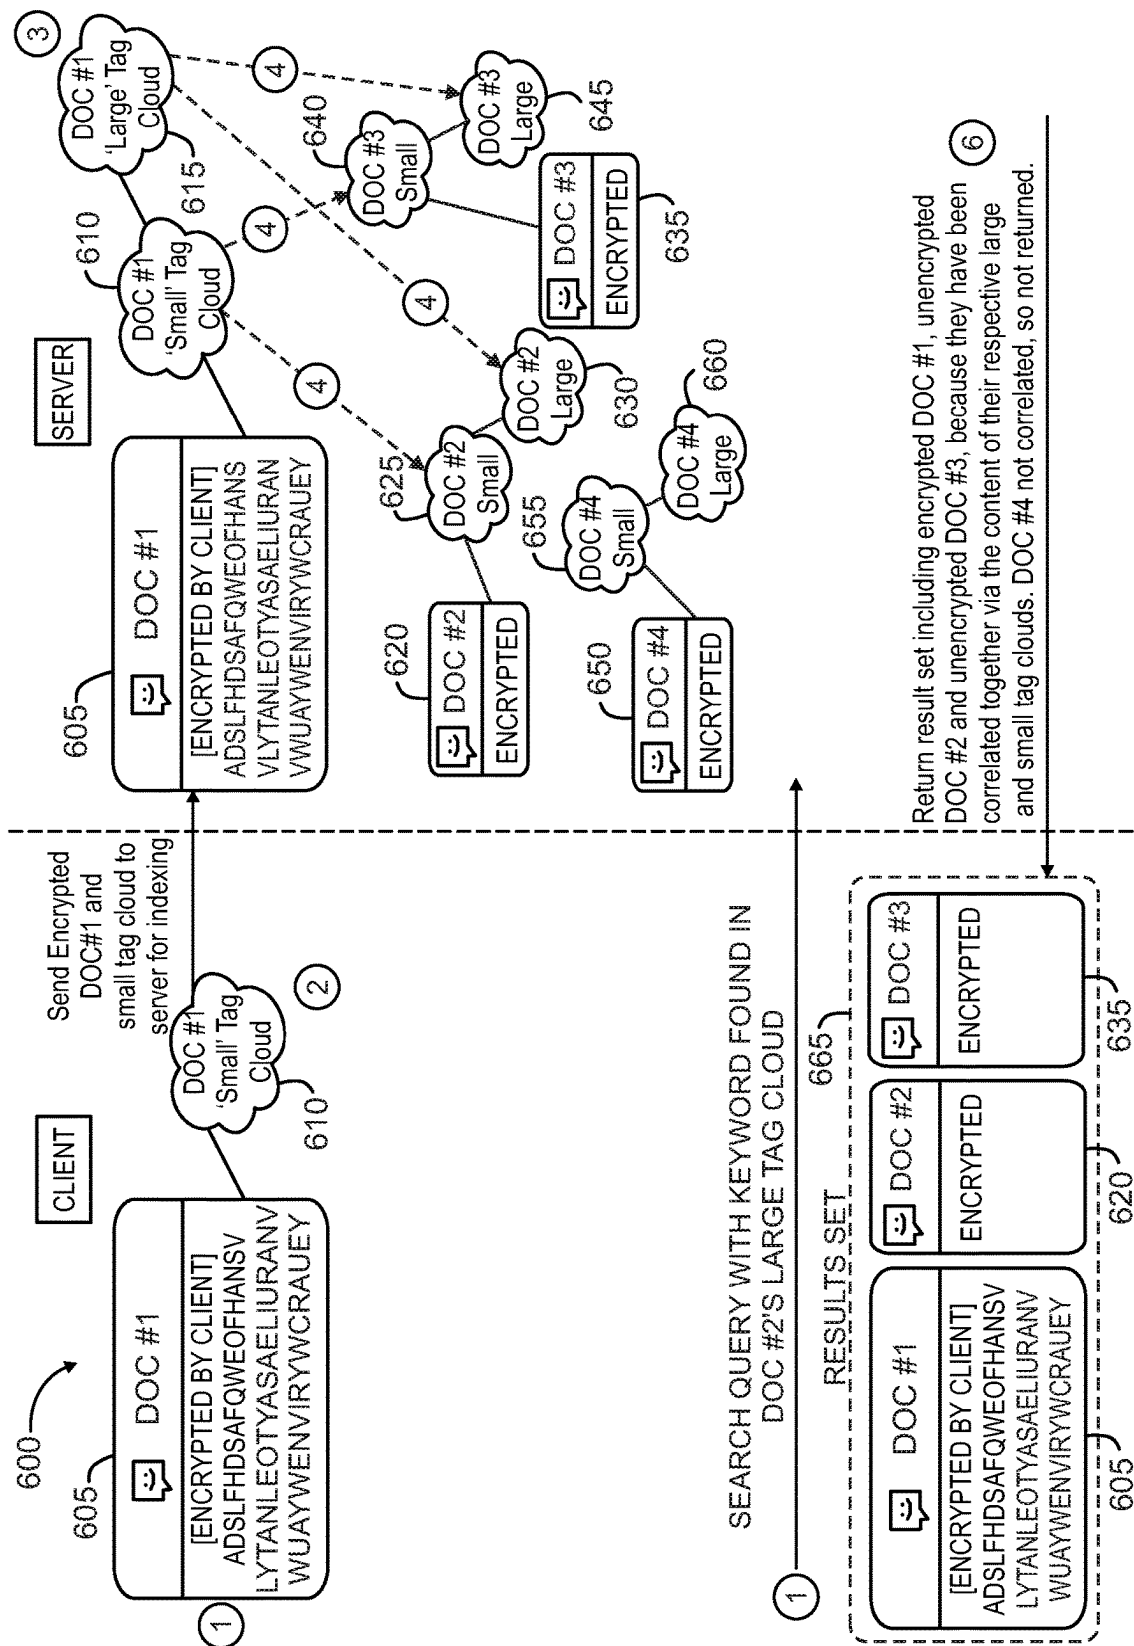 600
CLIENT
605
DOC #1
[ENCRYPTED BY CLIENT]
ADSLFHDSAFQWEOFHANSV
LYTANLEOTYASAELIURANV
WUAYWENVIRYWCRAUEY
1
DOC #1
'Small' Tag
Cloud
610
2
Send Encrypted
DOC#1 and
small tag cloud to
server for indexing
SERVER
605
DOC #1
[ENCRYPTED BY CLIENT]
ADSLFHDSAFQWEOFHANS
VLYTANLEOTYASAELIURAN
VWUAYWENVIRYWCRAUEY
610
DOC #1
'Small' Tag
Cloud
615
DOC #1
'Large' Tag
Cloud
3
4
4
4
4
620
DOC #2
ENCRYPTED
625
DOC #2
Small
DOC #2
Large
630
640
DOC #3
Small
DOC #3
Large
645
DOC #3
ENCRYPTED
635
650
DOC #4
ENCRYPTED
655
DOC #4
Small
660
DOC #4
Large
SEARCH QUERY WITH KEYWORD FOUND IN
DOC #2'S LARGE TAG CLOUD
1
RESULTS SET
665
DOC #1
[ENCRYPTED BY CLIENT]
ADSLFHDSAFQWEOFHANSV
LYTANLEOTYASAELIURANV
WUAYWENVIRYWCRAUEY
605
DOC #2
ENCRYPTED
620
DOC #3
ENCRYPTED
635
Return result set including encrypted DOC #1, unencrypted
DOC #2 and unencrypted DOC #3, because they have been
correlated together via the content of their respective large
and small tag clouds. DOC #4 not correlated, so not returned.
6